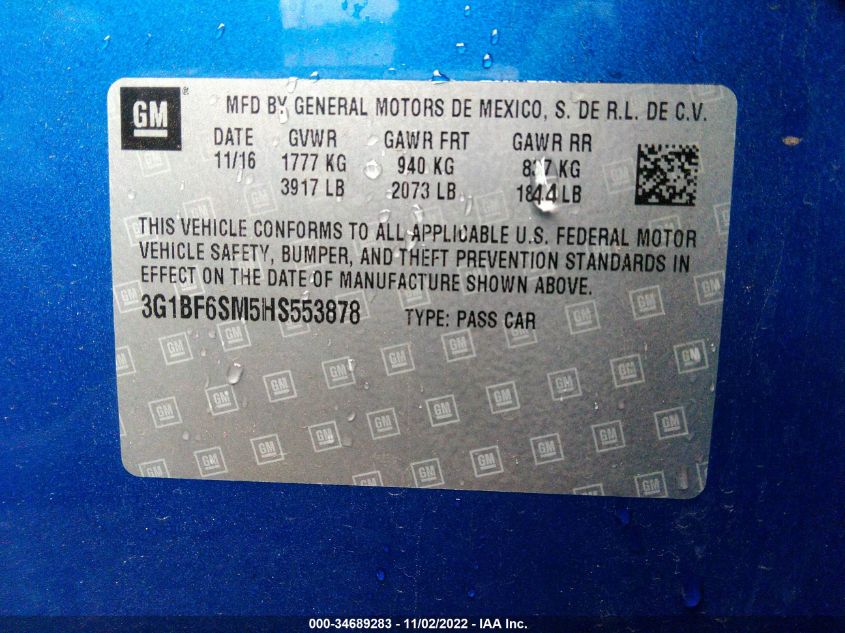 GM ®
MFD BY GENERAL MOTORS DE MEXICO, S. DE R.L. DE C.V.
DATE GVWR GAWR FRT GAWR RR
11/16 1777 KG 940 KG 837 KG
3917 LB 2073 LB 1844 LB
THIS VEHICLE CONFORMS TO ALL APPLICABLE U.S. FEDERAL MOTOR
VEHICLE SAFETY, BUMPER, AND THEFT PREVENTION STANDARDS IN
EFFECT ON THE DATE OF MANUFACTURE SHOWN ABOVE.
3G1BF6SM5HS553878 TYPE: PASS CAR
000-34689283 - 11/02/2022 - IAA Inc.